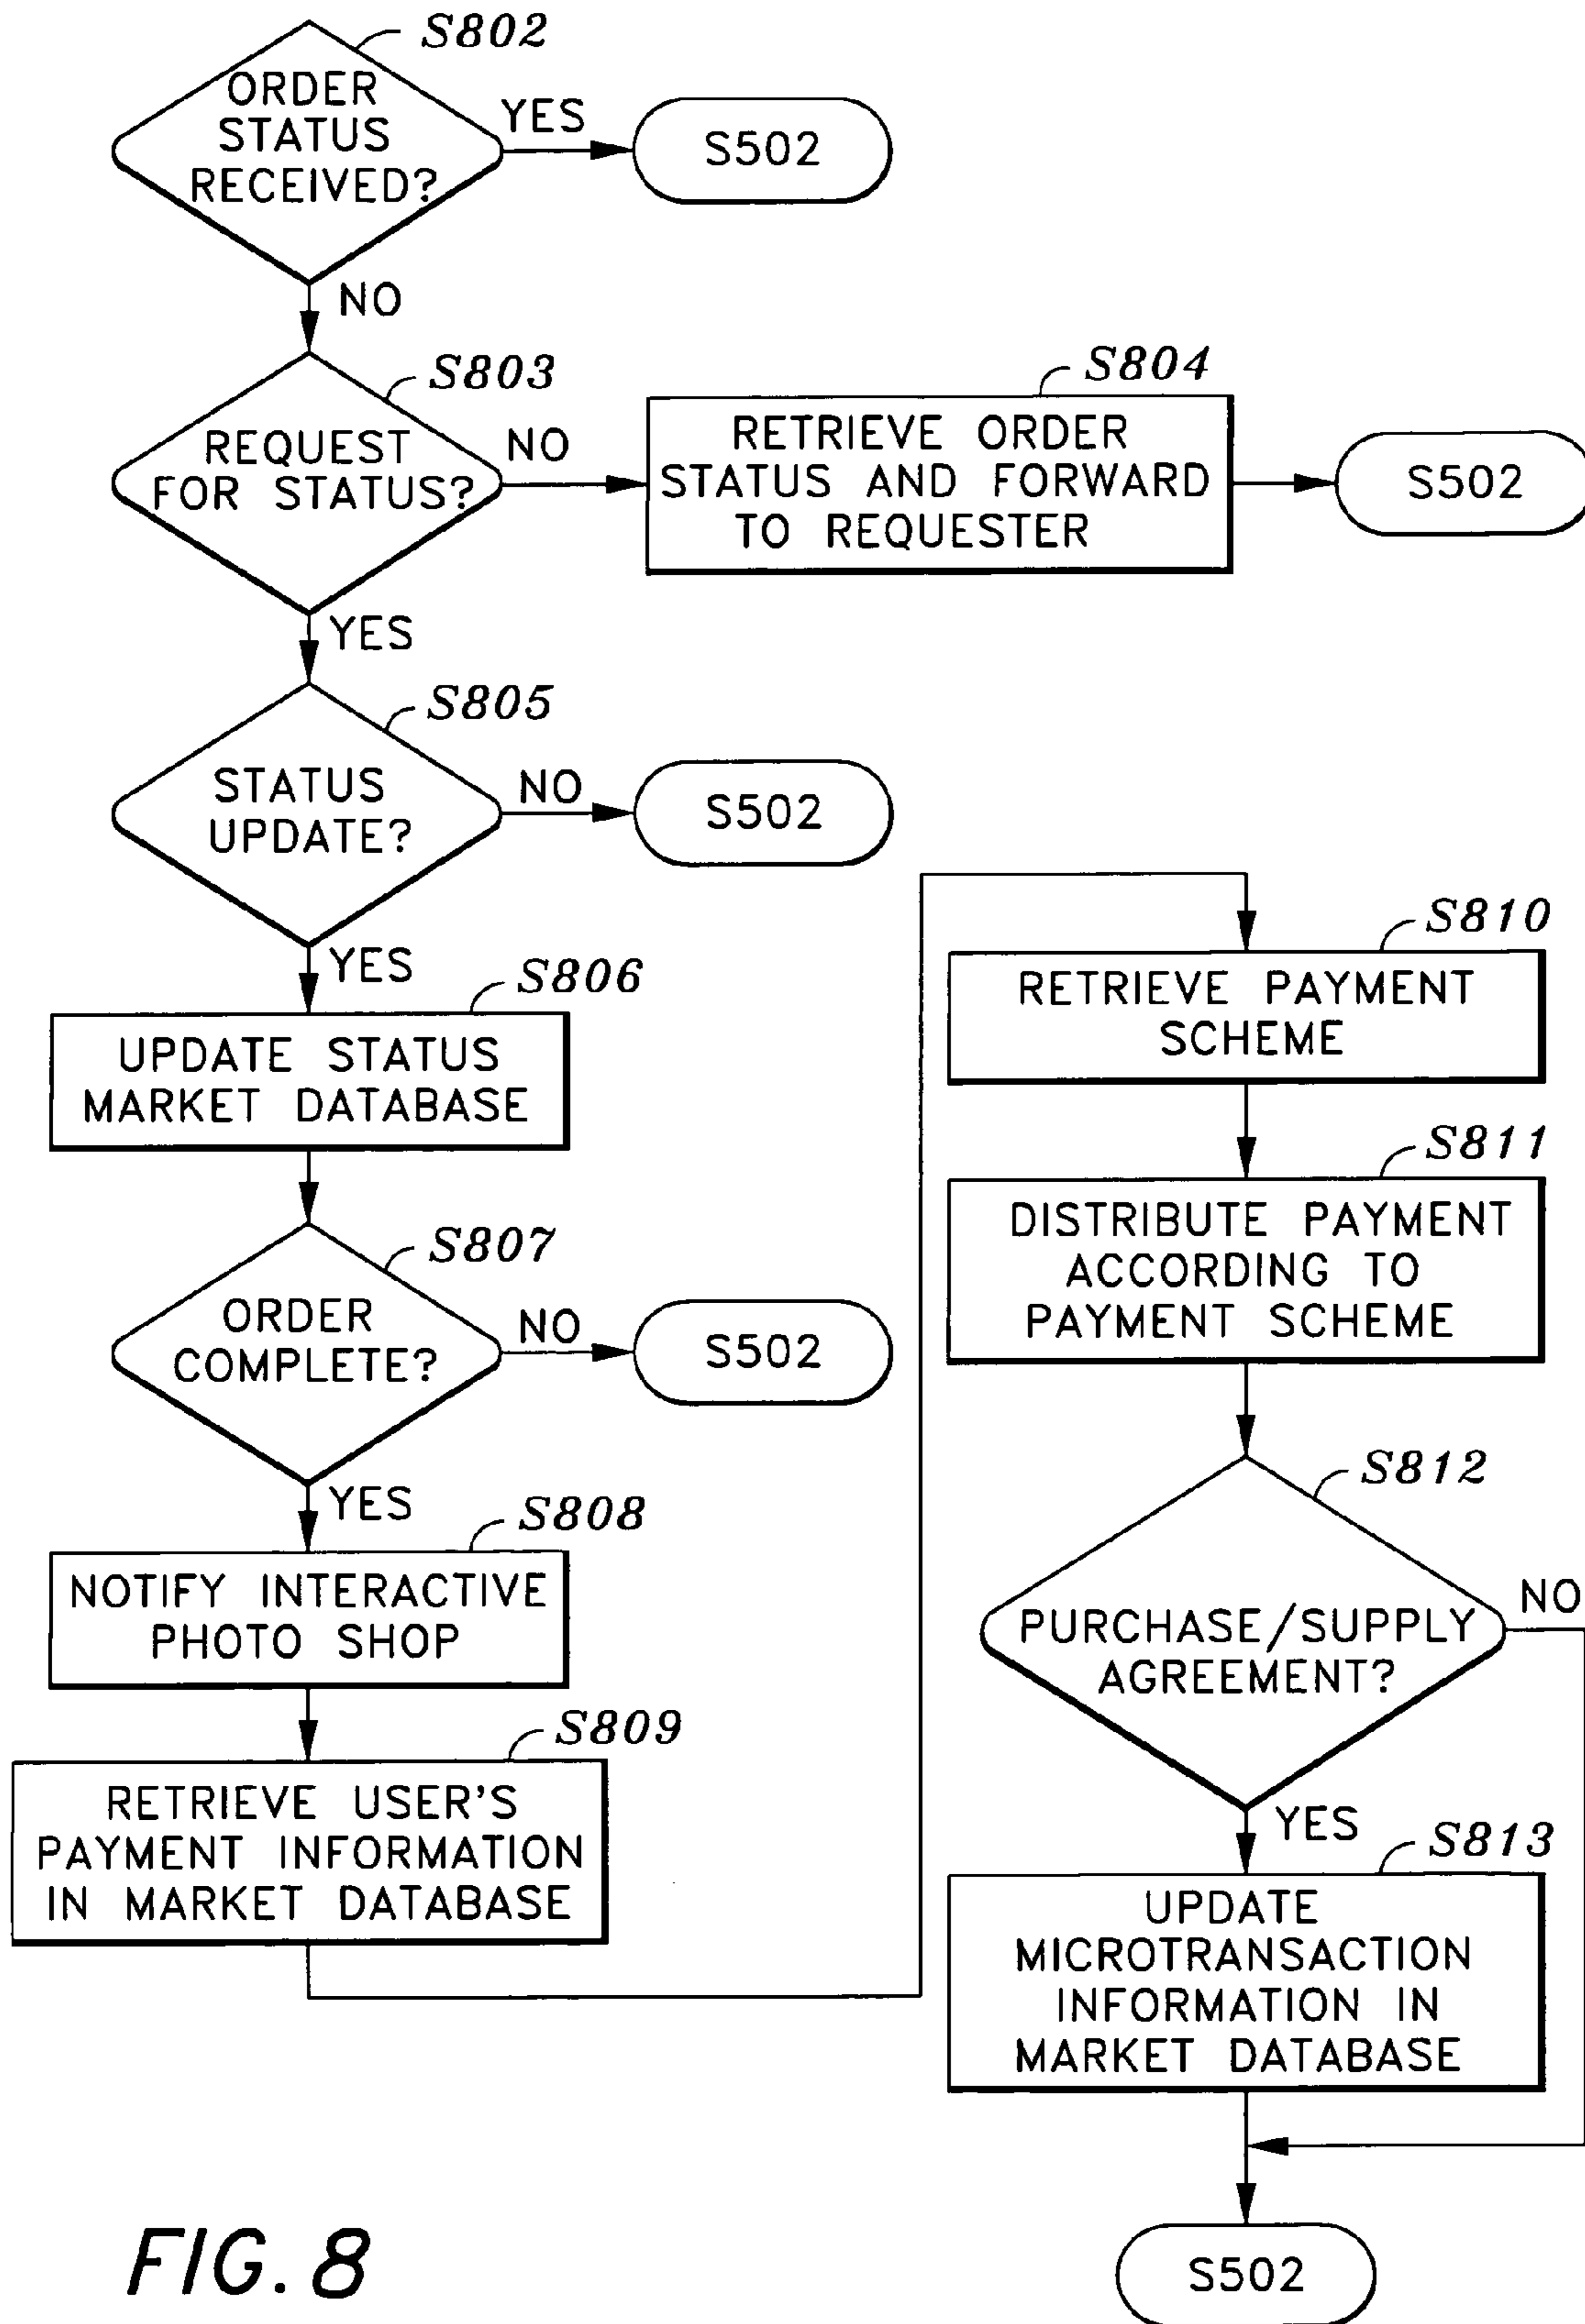 S802
ORDER
STATUS
RECEIVED?
YES
S502
NO
S803
REQUEST
FOR STATUS?
NO
S804
RETRIEVE ORDER
STATUS AND FORWARD
TO REQUESTER
S502
YES
S805
STATUS
UPDATE?
NO
S502
YES
S806
UPDATE STATUS
MARKET DATABASE
S807
ORDER
COMPLETE?
NO
S502
YES
S808
NOTIFY INTERACTIVE
PHOTO SHOP
S809
RETRIEVE USER'S
PAYMENT INFORMATION
IN MARKET DATABASE
S810
RETRIEVE PAYMENT
SCHEME
S811
DISTRIBUTE PAYMENT
ACCORDING TO
PAYMENT SCHEME
S812
PURCHASE/SUPPLY
AGREEMENT?
NO
YES
S813
UPDATE
MICROTRANSACTION
INFORMATION IN
MARKET DATABASE
S502
FIG. 8